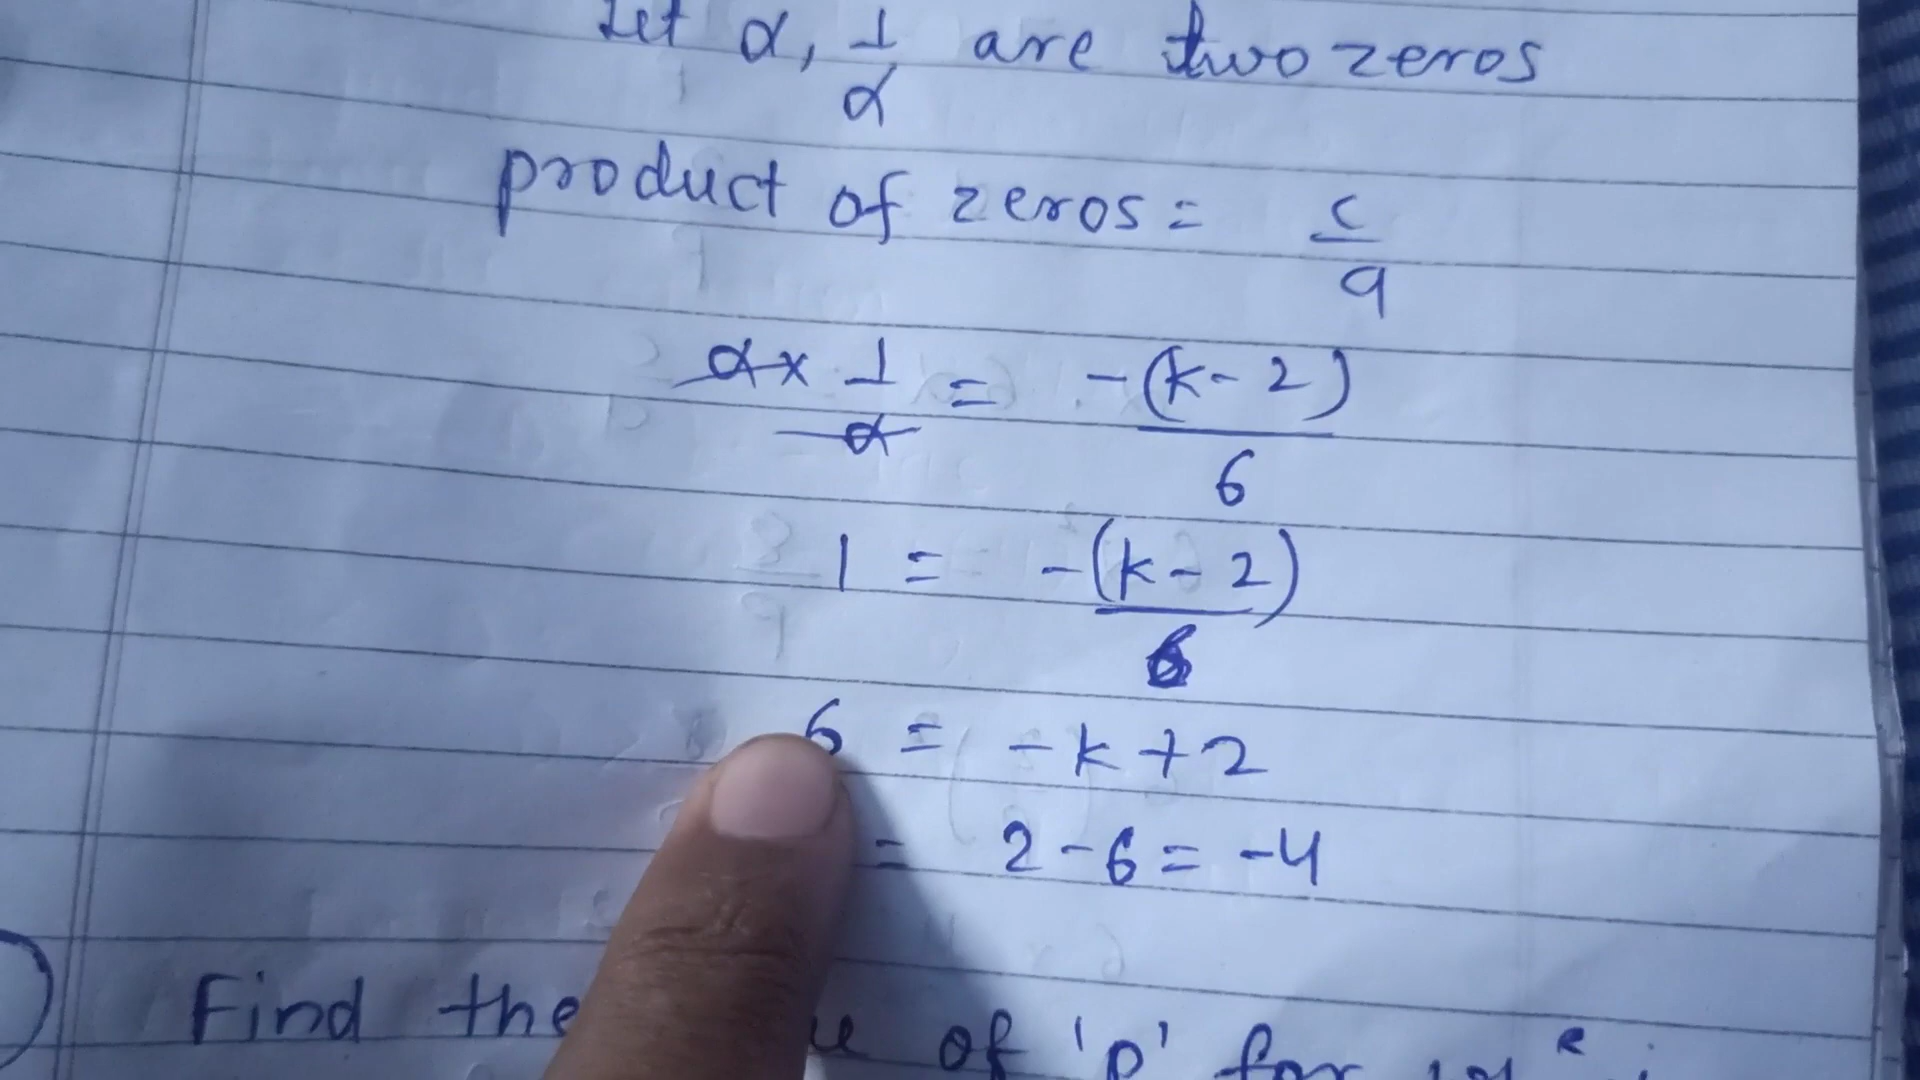 Let α, 1/α are two zeros
product of zeros = c/a
α x 1/α = -(k-2)/6
1 = -(k-2)/6
6 = -k+2
= 2-6 = -4
Find the of 'p' for